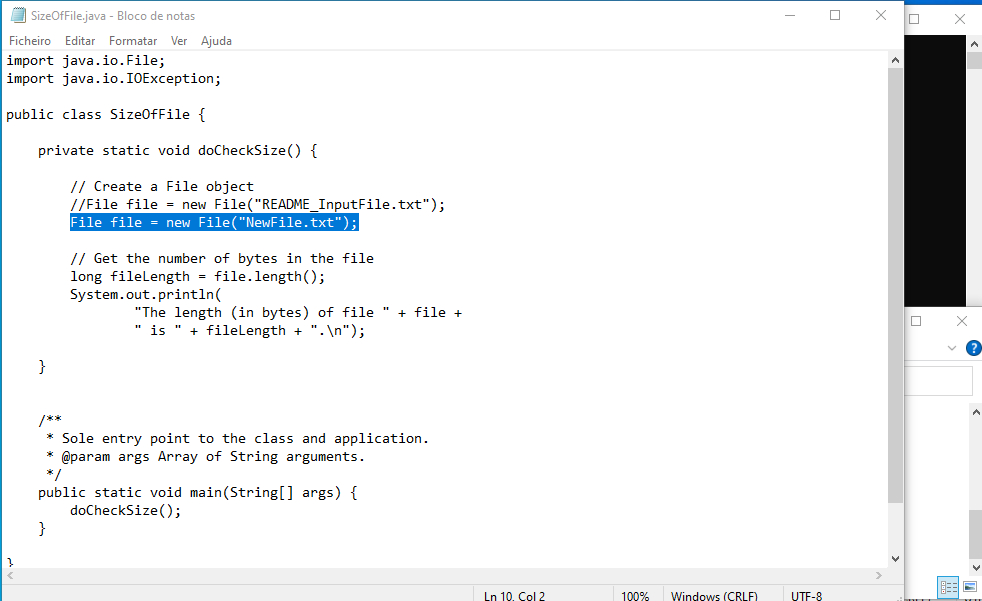 SizeOfFile.java - Bloco de notas
Ficheiro Editar Formatar Ver Ajuda
import java.io.File;
import java.io.IOException;
public class SizeOfFile {
    private static void doCheckSize() {
        // Create a File object
        //File file = new File("README_InputFile.txt");
        File file = new File("NewFile.txt");
        // Get the number of bytes in the file
        long fileLength = file.length();
        System.out.println(
                "The length (in bytes) of file " + file +
                " is " + fileLength + ".\n");
    }
    /**
     * Sole entry point to the class and application.
     * @param args Array of String arguments.
     */
    public static void main(String[] args) {
        doCheckSize();
    }
}
Ln 10, Col 2 100% Windows (CRLF) UTF-8